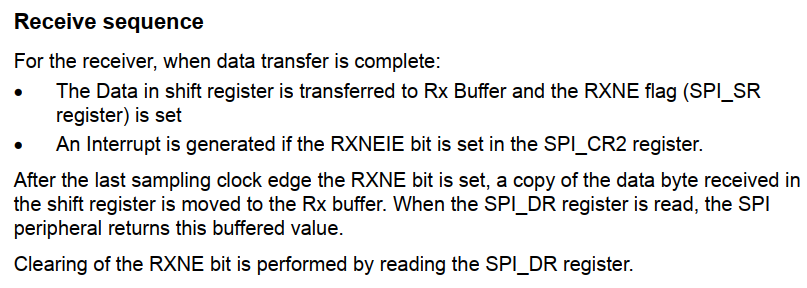 Receive sequence
For the receiver, when data transfer is complete:
• The Data in shift register is transferred to Rx Buffer and the RXNE flag (SPI_SR
register) is set
• An Interrupt is generated if the RXNEIE bit is set in the SPI_CR2 register.
After the last sampling clock edge the RXNE bit is set, a copy of the data byte received in
the shift register is moved to the Rx buffer. When the SPI_DR register is read, the SPI
peripheral returns this buffered value.
Clearing of the RXNE bit is performed by reading the SPI_DR register.